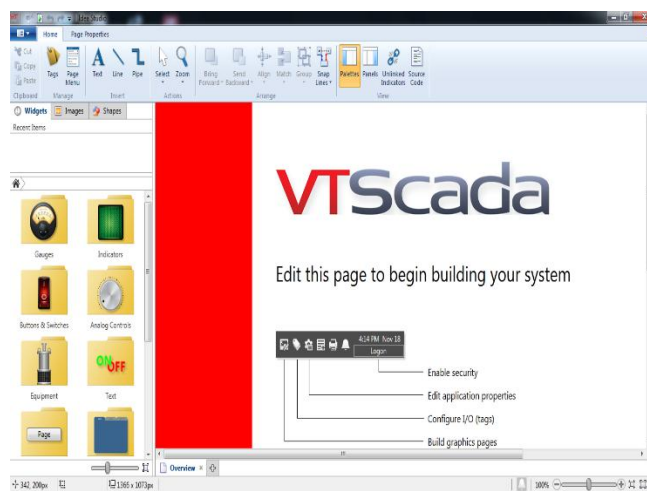 Idea Studio
Home Page Properties
Cut
Copy
Paste
Tags
Page Menu
Text
Line
Pipe
Select
Zoom
Bring Forward
Send Backward
Align
Match
Group
Snap Lines
Palettes
Panels
Unlinked Indicators
Source Code
Clipboard
Manage
Insert
Actions
Arrange
View
Widgets
Images
Shapes
Recent Items
VTScada
Gauges
Indicators
Edit this page to begin building your system
Buttons & Switches
Analog Controls
4:14 PM Nov 18
Logon
Enable security
ON
OFF
Edit application properties
Equipment
Text
Configure I/O (tags)
Page
Build graphics pages
Overview
342, 200px
1365 x 1073px
100%